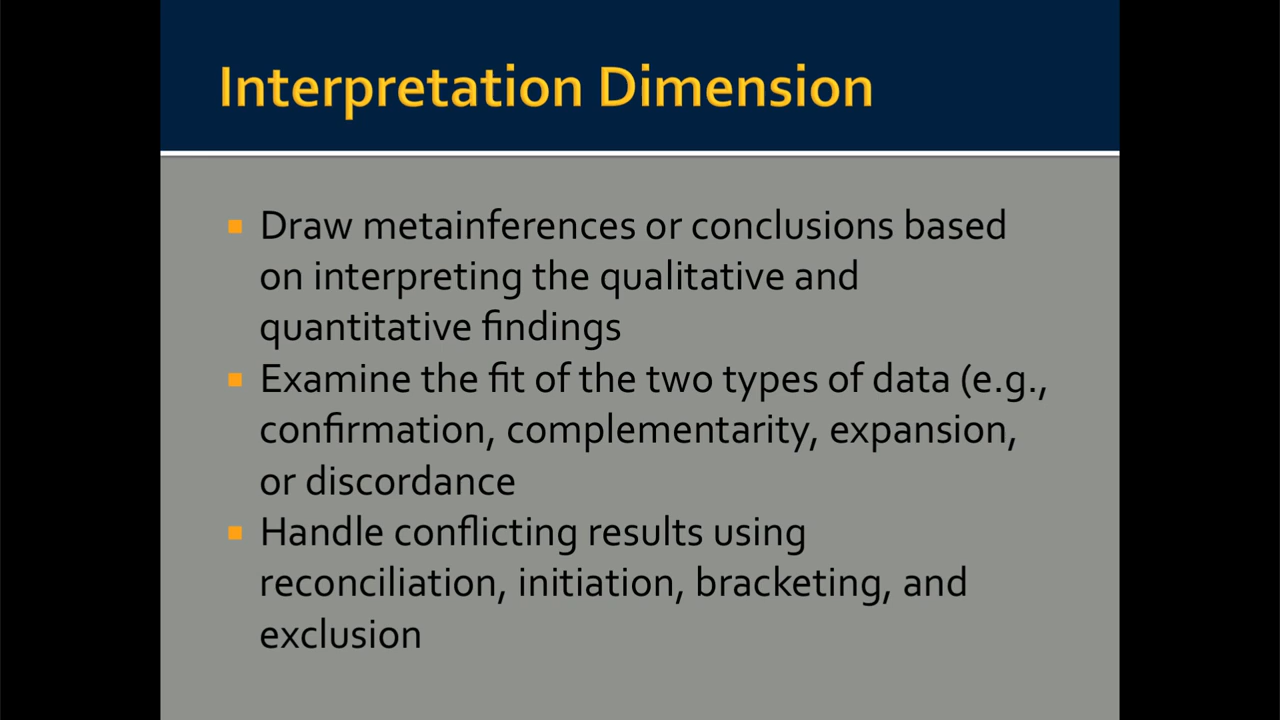 Interpretation Dimension
Draw metainferences or conclusions based
on interpreting the qualitative and
quantitative findings
Examine the fit of the two types of data (e.g.,
confirmation, complementarity, expansion,
or discordance
Handle conflicting results using
reconciliation, initiation, bracketing, and
exclusion